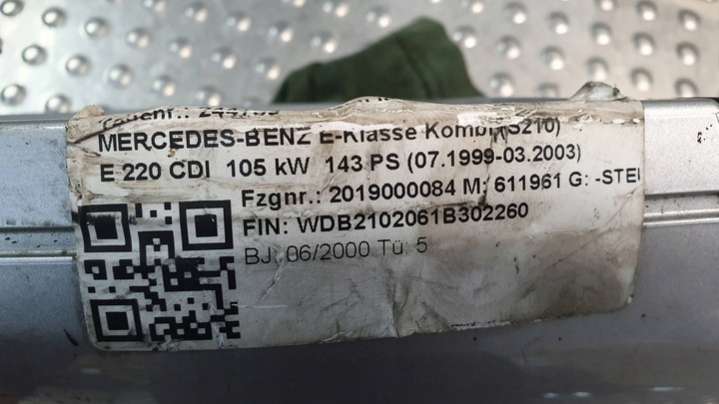 MERCEDES-BENZ E-Klasse Kombi (S210)
E 220 CDI 105 kW 143 PS (07.1999-03.2003)
Fzgnr.: 2019000084 M: 611961 G: -STE
FIN: WDB2102061B302260
BJ: 06/2000 Tü: 5